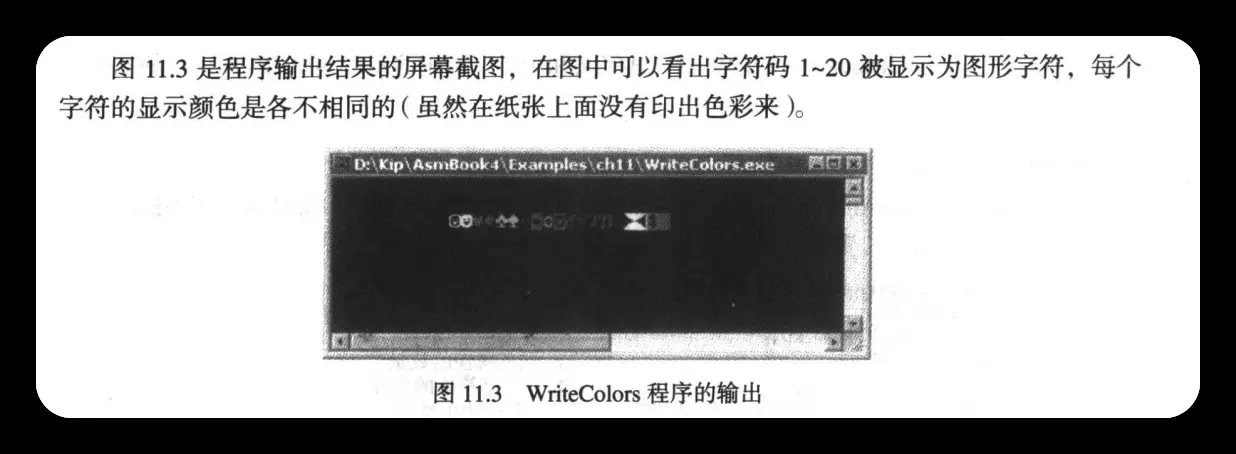 图 11.3 是程序输出结果的屏幕截图，在图中可以看出字符码 1~20 被显示为图形字符，每个
字符的显示颜色是各不相同的（虽然在纸张上面没有印出色彩来）。
D:\Kip\AsmBook4\Examples\ch11\WriteColors.exe
图 11.3 WriteColors 程序的输出